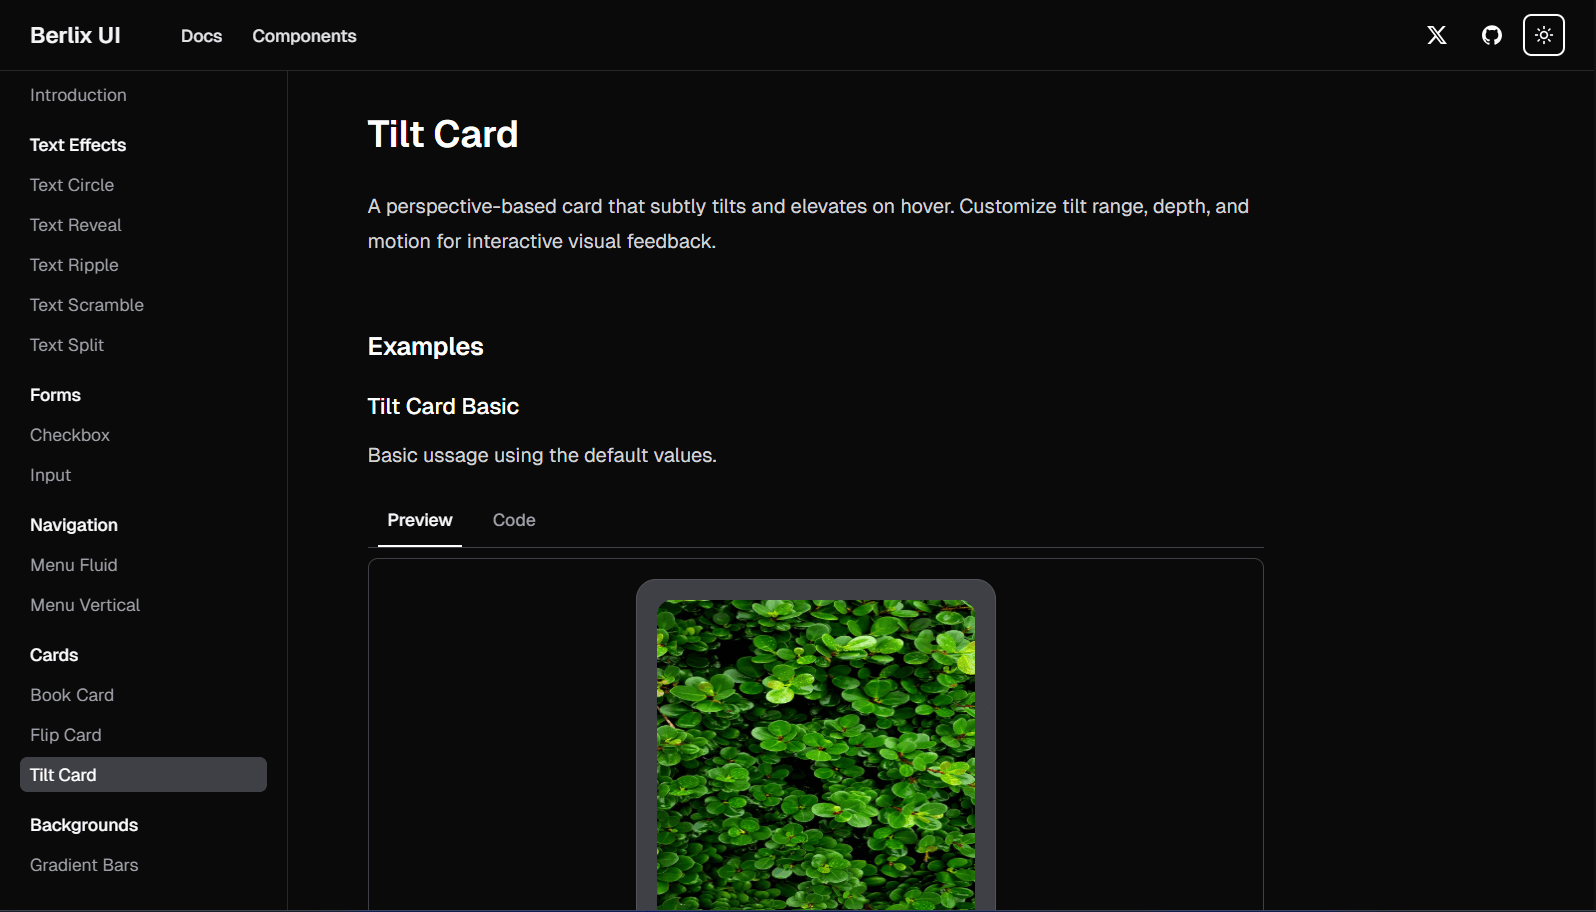 Berlix UI
Docs
Components
Introduction
Text Effects
Text Circle
Text Reveal
Text Ripple
Text Scramble
Text Split
Forms
Checkbox
Input
Navigation
Menu Fluid
Menu Vertical
Cards
Book Card
Flip Card
Tilt Card
Backgrounds
Gradient Bars
Tilt Card
A perspective-based card that subtly tilts and elevates on hover. Customize tilt range, depth, and
motion for interactive visual feedback.
Examples
Tilt Card Basic
Basic ussage using the default values.
Preview
Code